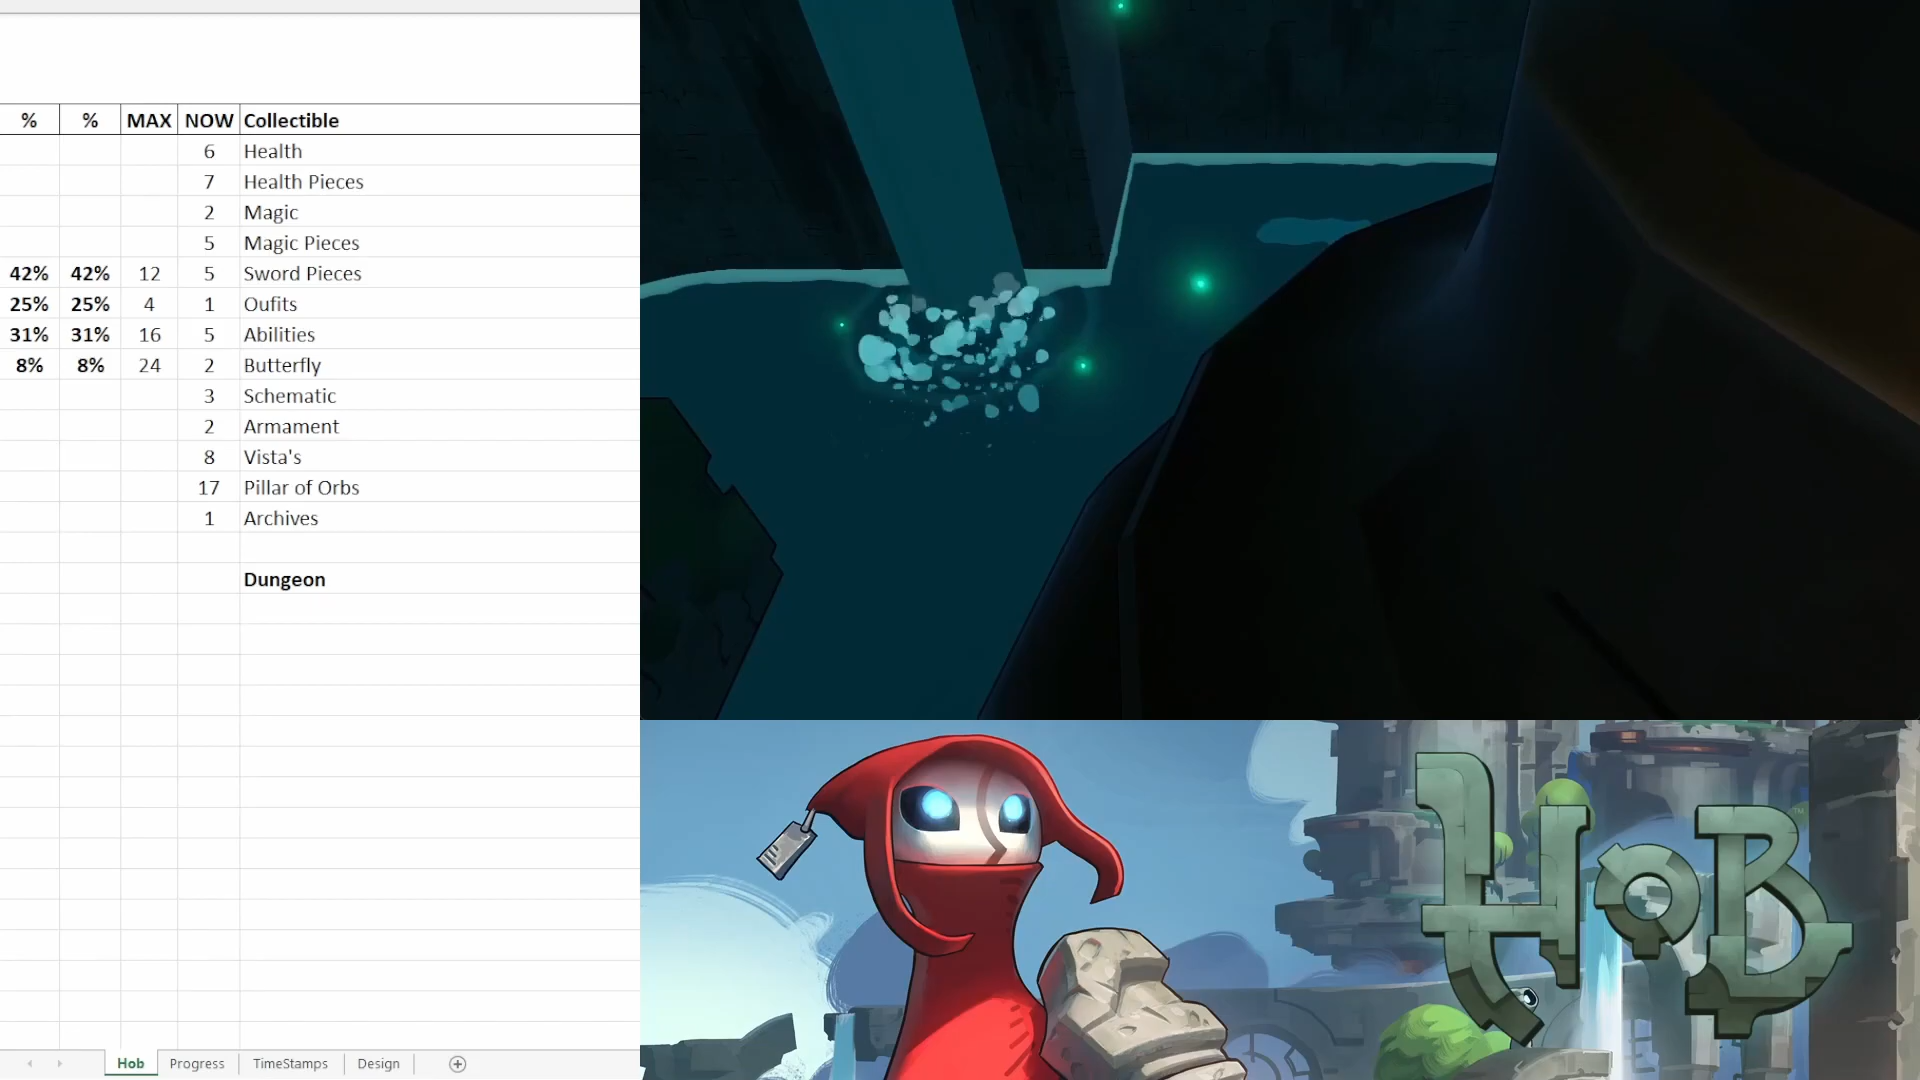 % % MAX NOW Collectible
6 Health
7 Health Pieces
2 Magic
5 Magic Pieces
42% 42% 12 5 Sword Pieces
25% 25% 4 1 Oufits
31% 31% 16 5 Abilities
8% 8% 24 2 Butterfly
3 Schematic
2 Armament
8 Vista's
17 Pillar of Orbs
1 Archives
Dungeon
Hob Progress TimeStamps Design
HOB